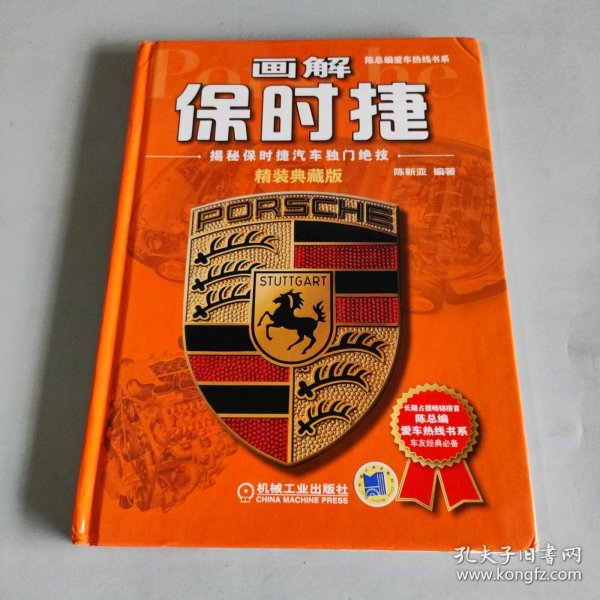 Porsche
陈总编爱车热线书系
画解
保时捷
揭秘保时捷汽车独门绝技
精装典藏版
陈新亚 编著
PORSCHE
STUTTGART
长期占据畅销榜首
陈总编
爱车热线书系
车友经典必备
机械工业出版社
CHINA MACHINE PRESS
孔夫子旧书网
www.kongfz.com